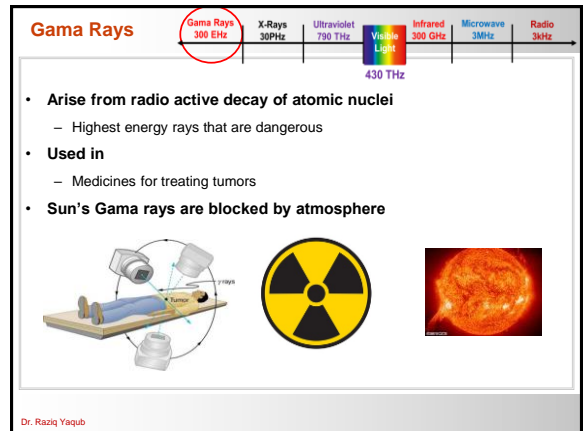 Gama Rays
Gama Rays
300 EHz
X-Rays
30PHz
Ultraviolet
790 THz
Visible
Light
430 THz
Infrared
300 GHz
Microwave
3MHz
Radio
3kHz
• Arise from radio active decay of atomic nuclei
– Highest energy rays that are dangerous
• Used in
– Medicines for treating tumors
• Sun's Gama rays are blocked by atmosphere
γ-rays
Tumor
Dr. Raziq Yaqub